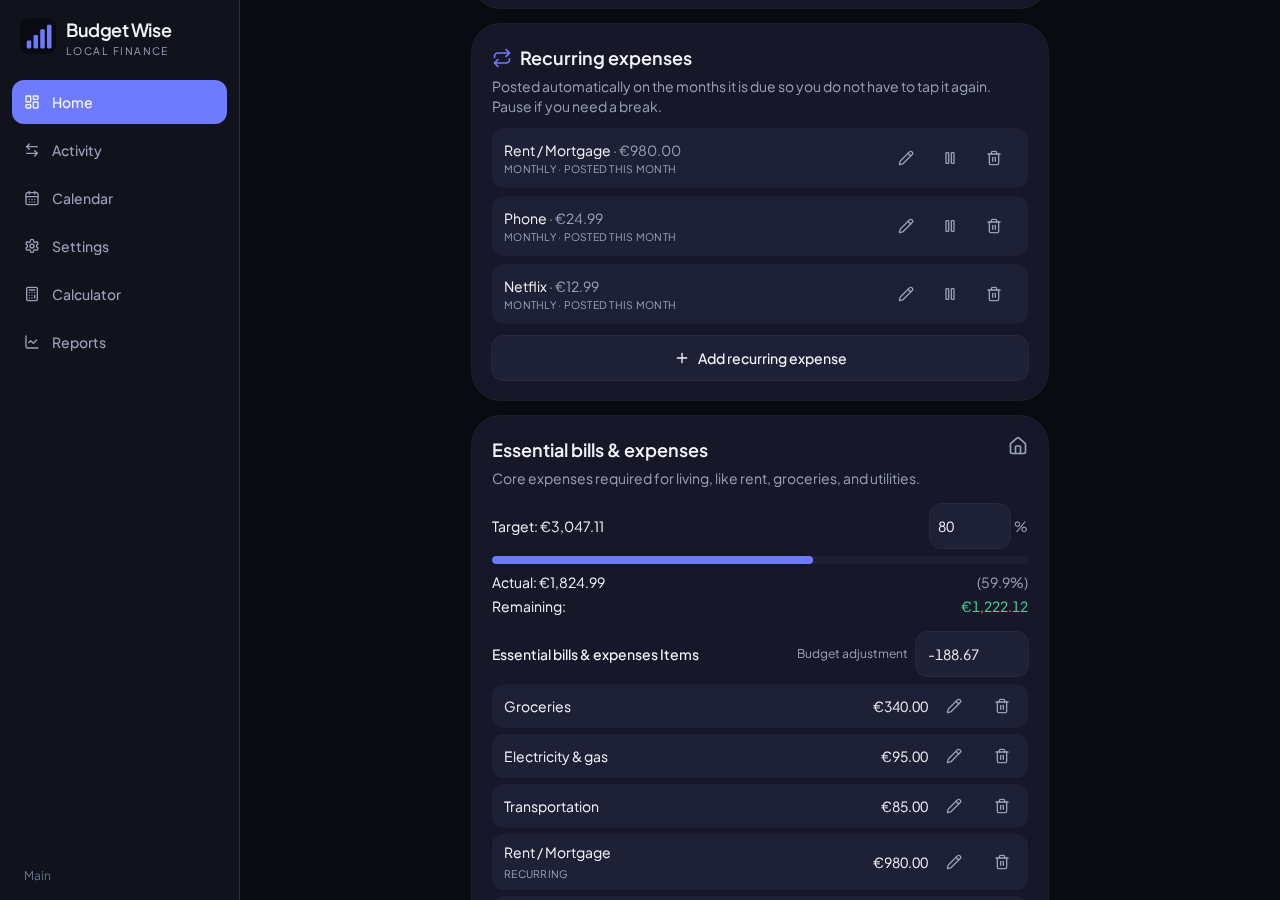 BudgetWise
LOCAL FINANCE
Home
Activity
Calendar
Settings
Calculator
Reports
Main
Recurring expenses
Posted automatically on the months it is due so you do not have to tap it again.
Pause if you need a break.
Rent / Mortgage · €980.00
MONTHLY · POSTED THIS MONTH
Phone · €24.99
MONTHLY · POSTED THIS MONTH
Netflix · €12.99
MONTHLY · POSTED THIS MONTH
Add recurring expense
Essential bills & expenses
Core expenses required for living, like rent, groceries, and utilities.
Target: €3,047.11 80 %
Actual: €1,824.99 (59.9%)
Remaining: €1,222.12
Essential bills & expenses Items Budget adjustment -188.67
Groceries €340.00
Electricity & gas €95.00
Transportation €85.00
Rent / Mortgage €980.00
RECURRING